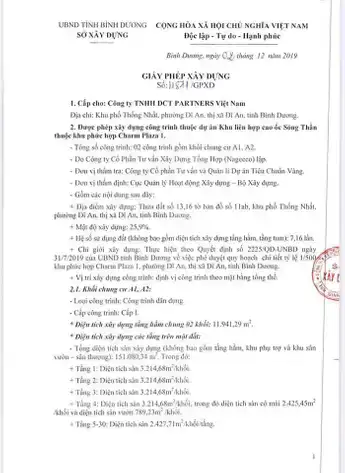 UBND TỈNH BÌNH DƯƠNG
SỞ XÂY DỰNG
CỘNG HÒA XÃ HỘI CHỦ NGHĨA VIỆT NAM
Độc lập - Tự do - Hạnh phúc
Bình Dương, ngày tháng 12 năm 2019
GIẤY PHÉP XÂY DỰNG
Số: /GPXD
1. Cấp cho: Công ty TNHH DCT PARTNERS Việt Nam
Địa chỉ: Khu phố Thống Nhất, phường Dĩ An, thị xã Dĩ An, tỉnh Bình Dương.
2. Được phép xây dựng công trình thuộc dự án Khu liên hợp cao ốc Sóng Thần
thuộc khu phức hợp Charm Plaza 1.
- Tổng số công trình: 02 công trình gồm khối chung cư A1, A2.
- Do Công ty Cổ Phần Tư vấn Xây Dựng Tổng Hợp (Nagecco) lập.
- Đơn vị thẩm tra: Công ty Cổ phần Tư vấn và Quản lí Dự án Tiêu Chuẩn Vàng.
- Đơn vị thẩm định: Cục Quản lý Hoạt động Xây dựng – Bộ Xây dựng.
- Gồm các nội dung sau đây:
+ Địa điểm xây dựng: Thửa đất số 13,16 tờ bản đồ số 11ab, khu phố Thống Nhất,
phường Dĩ An, thị xã Dĩ An, tỉnh Bình Dương.
+ Mật độ xây dựng: 25,9%.
+ Hệ số sử dụng đất (không bao gồm diện tích xây dựng tầng hầm, tầng tum): 7,16 lần.
+ Chỉ giới xây dựng: Thực hiện theo Quyết định số 2225/QĐ-UBND ngày
31/7/2019 của UBND tỉnh Bình Dương về việc phê duyệt quy hoạch chi tiết tỷ lệ 1/500
khu phức hợp Charm Plaza 1, phường Dĩ An, thị xã Dĩ An, tỉnh Bình Dương.
+ Vị trí xây dựng công trình: định vị công trình theo mặt bằng tổng thể.
2.1. Khối chung cư A1, A2:
- Loại công trình: Công trình dân dụng.
- Cấp công trình: Cấp I.
* Diện tích xây dựng tầng hầm chung 02 khối: 11.941,29 m².
* Diện tích xây dựng các tầng trên mặt đất:
- Tổng diện tích sàn xây dựng (không bao gồm tầng hầm, khu phụ trợ và khu sân
vườn – sân thượng): 151.080,34 m². Trong đó:
+ Tầng 1: Diện tích sàn 3.214,68m²/khối.
+ Tầng 2: Diện tích sàn 3.214,68m²/khối.
+ Tầng 3: Diện tích sàn 3.214,68m²/khối.
+ Tầng 4: Diện tích sàn 3.214,68m²/khối, trong đó diện tích sàn có mái 2.425,45m²
/khối và diện tích sân vườn 789,23m² /khối.
+ Tầng 5-30: Diện tích sàn 2.427,71m²/khối/tầng.
1